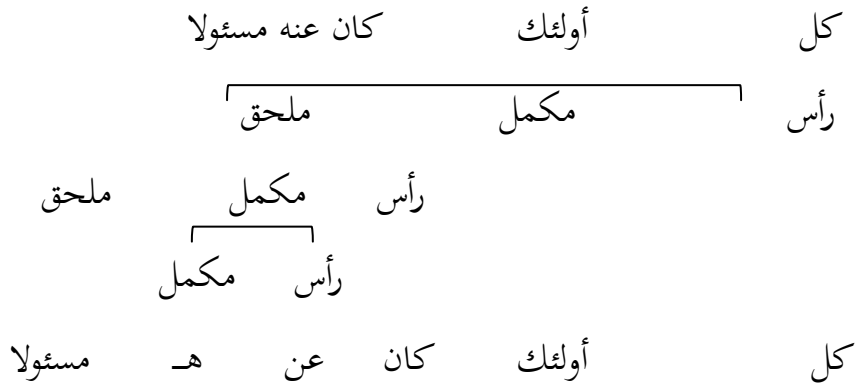 كل أولئك كان عنه مسئولا
رأس مكمل ملحق
رأس مكمل ملحق
رأس مكمل
كل أولئك كان عن هـ مسئولا